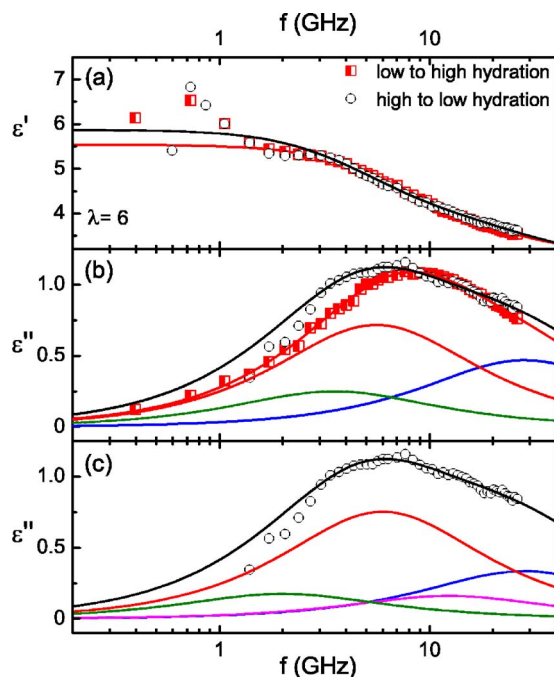 f (GHz)
1 10
(a)
low to high hydration
high to low hydration
7
6
5
4
ε'
λ= 6
(b)
1.0
0.5
0
ε''
(c)
1.0
0.5
0
ε''
1 10
f (GHz)